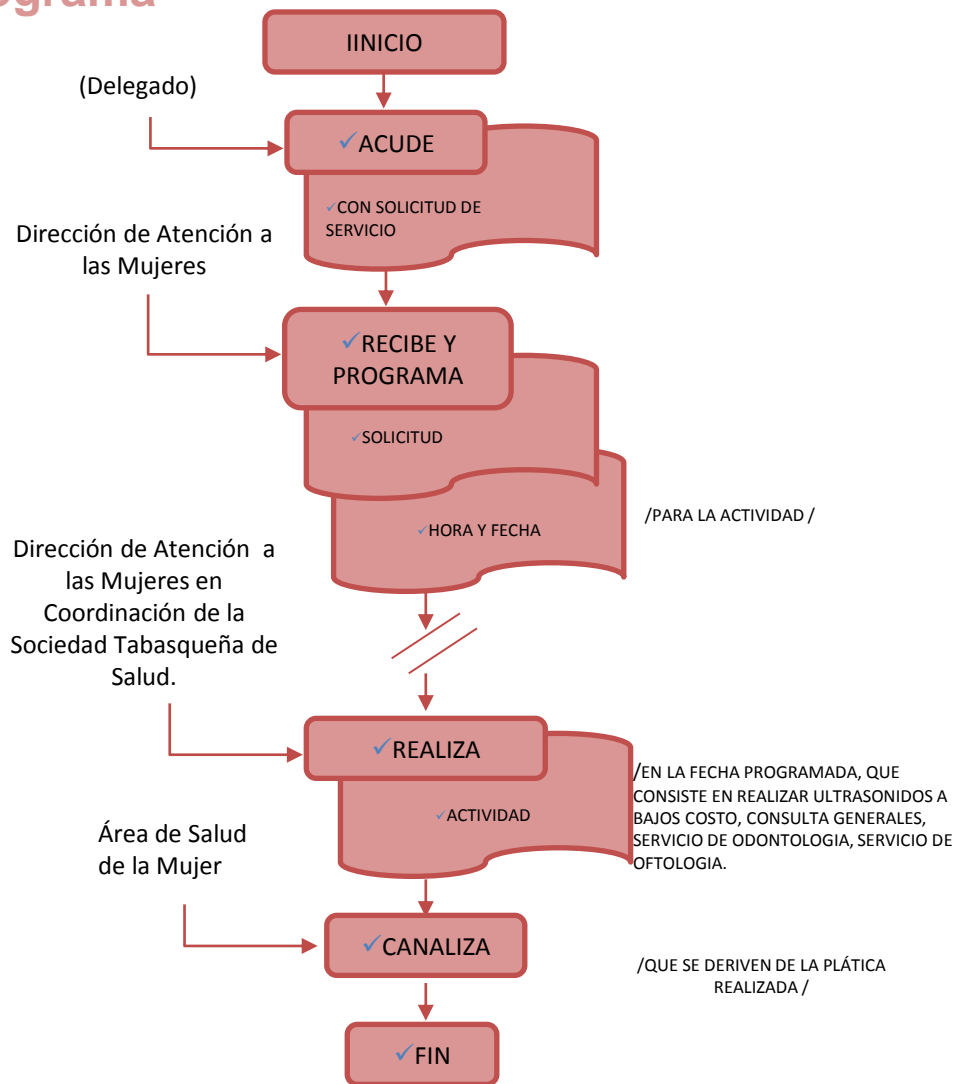 ograma
IINICIO
(Delegado)
✓ACUDE
✓CON SOLICITUD DE
SERVICIO
Dirección de Atención a
las Mujeres
✓RECIBE Y
PROGRAMA
✓SOLICITUD
✓HORA Y FECHA
/PARA LA ACTIVIDAD /
Dirección de Atención a
las Mujeres en
Coordinación de la
Sociedad Tabasqueña de
Salud.
✓REALIZA
✓ACTIVIDAD
/EN LA FECHA PROGRAMADA, QUE
CONSISTE EN REALIZAR ULTRASONIDOS A
BAJOS COSTO, CONSULTA GENERALES,
SERVICIO DE ODONTOLOGIA, SERVICIO DE
OFTOLOGIA.
Área de Salud
de la Mujer
✓CANALIZA
/QUE SE DERIVEN DE LA PLÁTICA
REALIZADA /
✓FIN